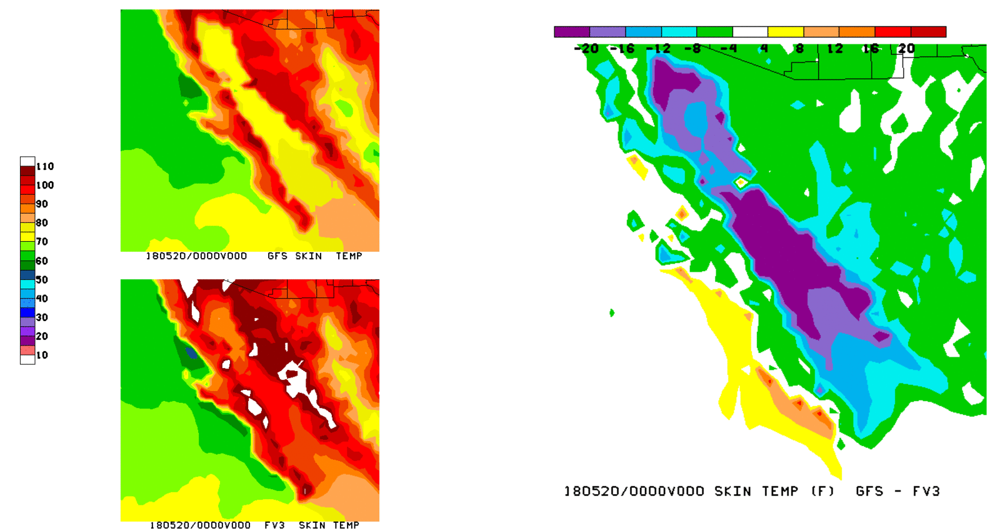 110
100
90
80
70
60
50
40
30
20
10
180520/0000V000 GFS SKIN TEMP
180520/0000V000 FV3 SKIN TEMP
-20 -16 -12 -8 -4 4 8 12 16 20
180520/0000V000 SKIN TEMP (F) GFS - FV3